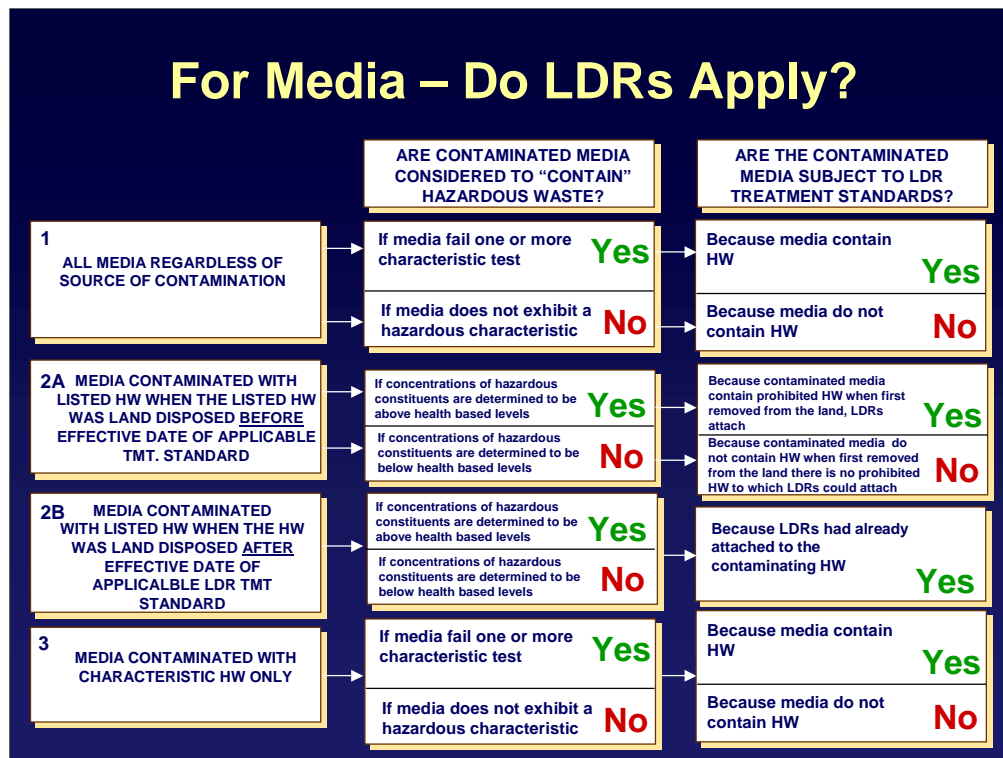 For Media – Do LDRs Apply?
ARE CONTAMINATED MEDIA
CONSIDERED TO “CONTAIN”
HAZARDOUS WASTE?
ARE THE CONTAMINATED
MEDIA SUBJECT TO LDR
TREATMENT STANDARDS?
1
ALL MEDIA REGARDLESS OF
SOURCE OF CONTAMINATION
If media fail one or more
characteristic test
Yes
If media does not exhibit a
hazardous characteristic
No
Because media contain
HW
Yes
Because media do not
contain HW
No
2A MEDIA CONTAMINATED WITH
LISTED HW WHEN THE LISTED HW
WAS LAND DISPOSED BEFORE
EFFECTIVE DATE OF APPLICABLE
TMT. STANDARD
If concentrations of hazardous
constituents are determined to be
above health based levels
Yes
If concentrations of hazardous
constituents are determined to be
below health based levels
No
Because contaminated media
contain prohibited HW when first
removed from the land, LDRs
attach
Yes
Because contaminated media do
not contain HW when first removed
from the land there is no prohibited
HW to which LDRs could attach
No
2B MEDIA CONTAMINATED
WITH LISTED HW WHEN THE HW
WAS LAND DISPOSED AFTER
EFFECTIVE DATE OF
APPLICALBLE LDR TMT
STANDARD
If concentrations of hazardous
constituents are determined to be
above health based levels
Yes
If concentrations of hazardous
constituents are determined to be
below health based levels
No
Because LDRs had already
attached to the
contaminating HW
Yes
3
MEDIA CONTAMINATED WITH
CHARACTERISTIC HW ONLY
If media fail one or more
characteristic test
Yes
If media does not exhibit a
hazardous characteristic
No
Because media contain
HW
Yes
Because media do not
contain HW
No